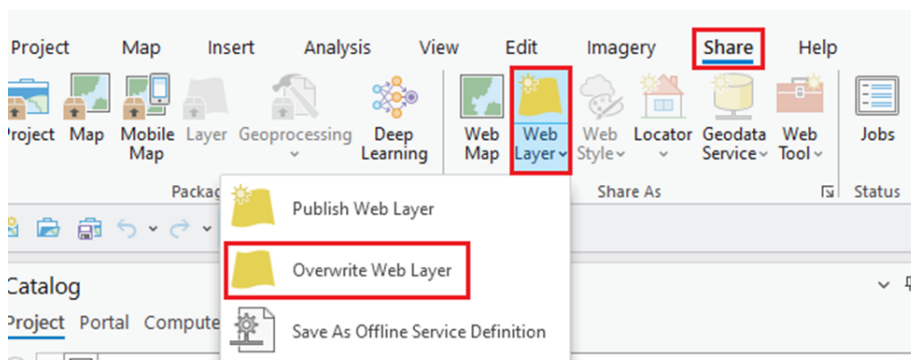 Project Map Insert Analysis View Edit Imagery Share Help
Project Map Mobile Map Layer Geoprocessing Deep Learning Web Map Web Layer Web Style Locator Geodata Service Web Tool Jobs
Share As Status
Publish Web Layer
Overwrite Web Layer
Save As Offline Service Definition
Catalog
Project Portal